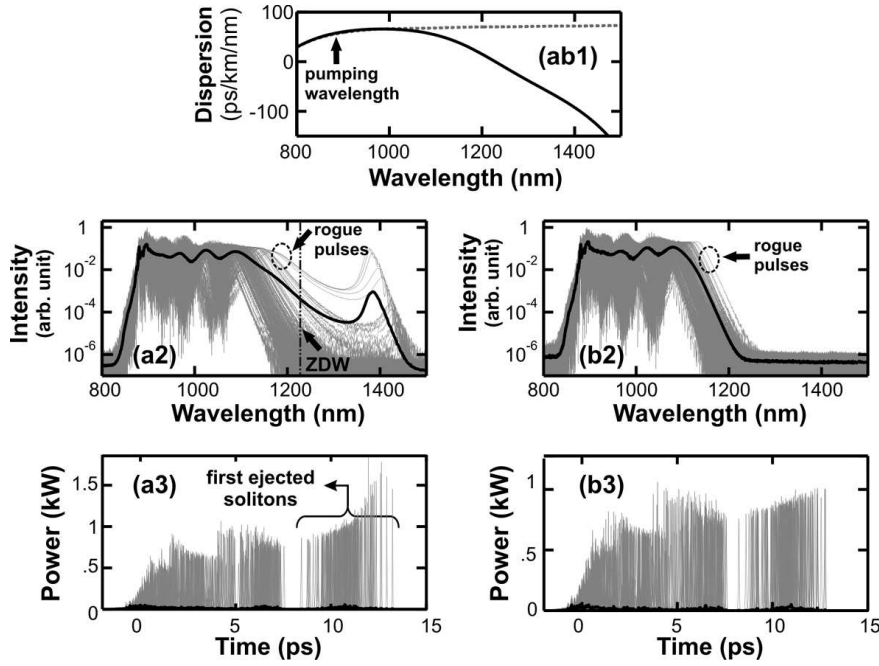 Dispersion
(ps/km/nm)
100
0
-100
(ab1)
pumping
wavelength
800 1000 1200 1400
Wavelength (nm)
Intensity
(arb. unit)
1
10-2
10-4
10-6
rogue
pulses
(a2)
ZDW
800 1000 1200 1400
Wavelength (nm)
Intensity
(arb. unit)
1
10-2
10-4
10-6
rogue
pulses
(b2)
800 1000 1200 1400
Wavelength (nm)
Power (kW)
1.5
1
.5
0
(a3)
first ejected
solitons
0 5 10 15
Time (ps)
Power (kW)
1
.5
0
(b3)
0 5 10 15
Time (ps)